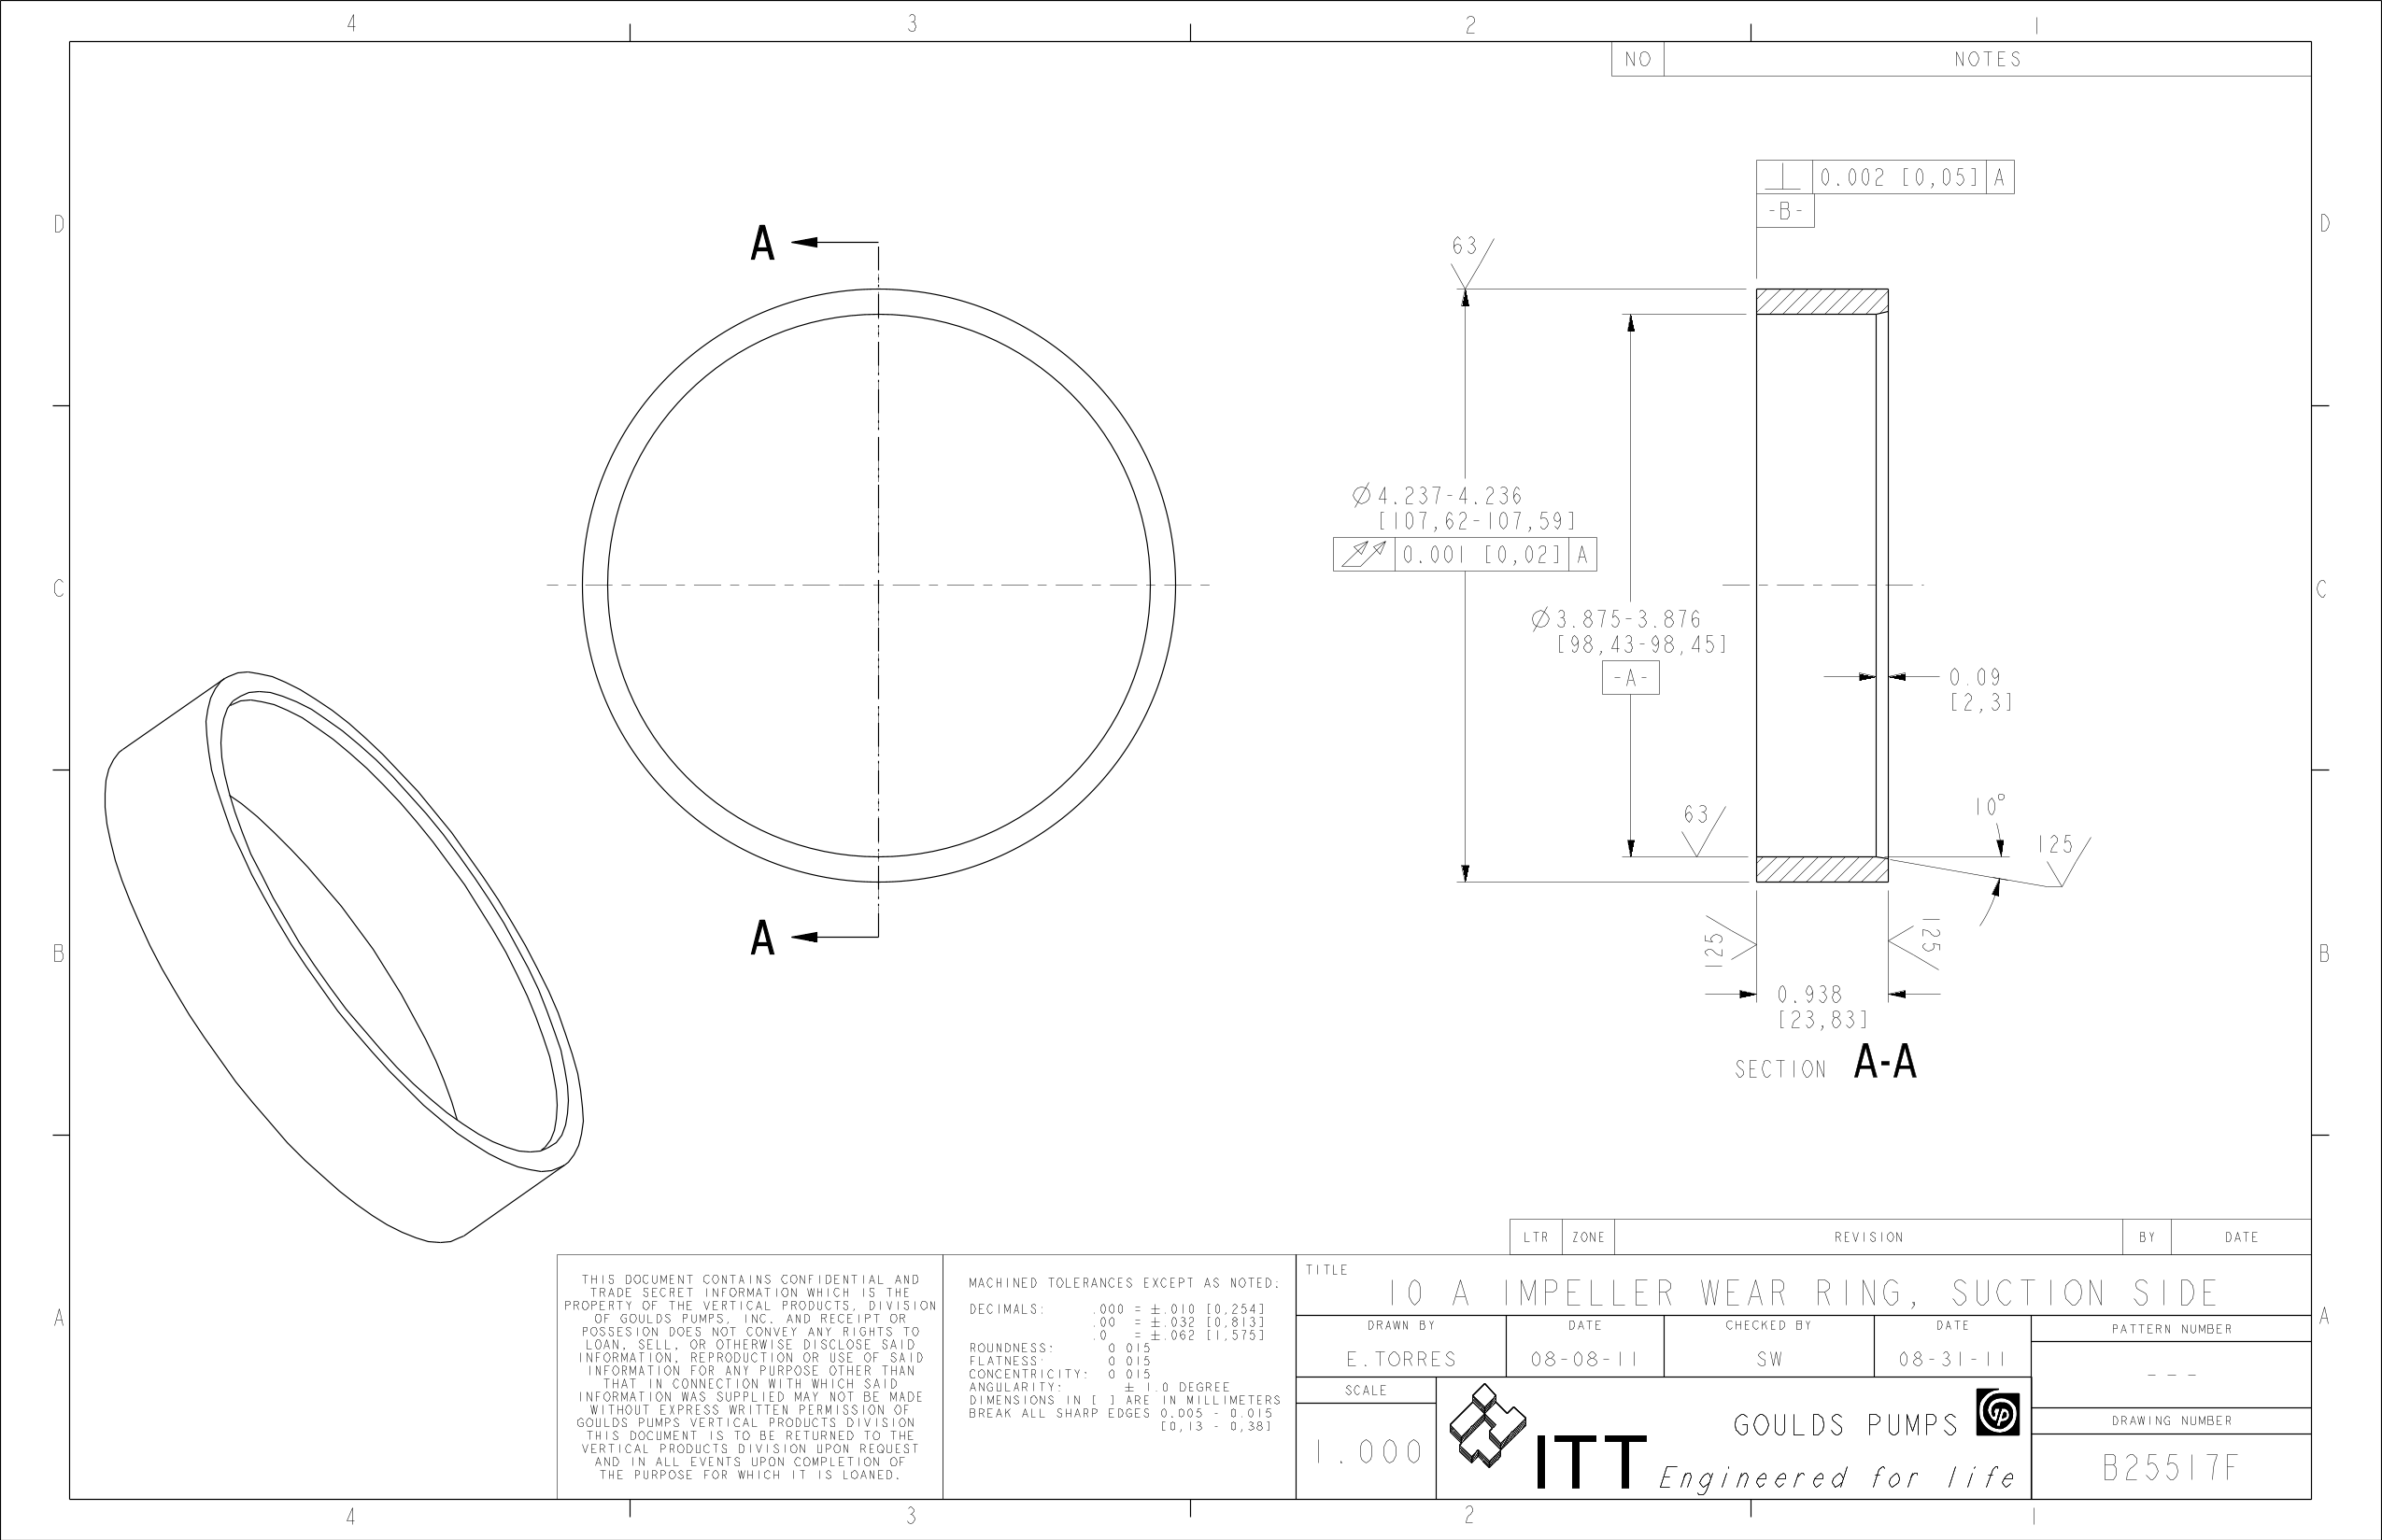 4 3 2 1
NO NOTES
D D
C C
B B
A A
⊥ 0.002 [0,05] A
-B-
A
A
63
Ø4.237-4.236
[107,62-107,59]
0.001 [0,02] A
Ø3.875-3.876
[98,43-98,45]
-A-
0.09
[2,3]
63
10°
125
125
125
0.938
[23,83]
SECTION A-A
LTR ZONE REVISION BY DATE
THIS DOCUMENT CONTAINS CONFIDENTIAL AND
TRADE SECRET INFORMATION WHICH IS THE
PROPERTY OF THE VERTICAL PRODUCTS, DIVISION
OF GOULDS PUMPS, INC. AND RECEIPT OR
POSSESION DOES NOT CONVEY ANY RIGHTS TO
LOAN, SELL, OR OTHERWISE DISCLOSE SAID
INFORMATION, REPRODUCTION OR USE OF SAID
INFORMATION FOR ANY PURPOSE OTHER THAN
THAT IN CONNECTION WITH WHICH SAID
INFORMATION WAS SUPPLIED MAY NOT BE MADE
WITHOUT EXPRESS WRITTEN PERMISSION OF
GOULDS PUMPS VERTICAL PRODUCTS DIVISION
THIS DOCUMENT IS TO BE RETURNED TO THE
VERTICAL PRODUCTS DIVISION UPON REQUEST
AND IN ALL EVENTS UPON COMPLETION OF
THE PURPOSE FOR WHICH IT IS LOANED.
MACHINED TOLERANCES EXCEPT AS NOTED:
DECIMALS: .000 = ±.010 [0,254]
.00 = ±.032 [0,813]
.0 = ±.062 [1,575]
ROUNDNESS: 0.015
FLATNESS: 0.015
CONCENTRICITY: 0.015
ANGULARITY: ± 1.0 DEGREE
DIMENSIONS IN [ ] ARE IN MILLIMETERS
BREAK ALL SHARP EDGES 0.005 - 0.015
[0,13 - 0,38]
TITLE
10 A IMPELLER WEAR RING, SUCTION SIDE
DRAWN BY DATE CHECKED BY DATE
E.TORRES 08-08-11 SW 08-31-11
PATTERN NUMBER
---
SCALE
1.000
ITT
GOULDS PUMPS
Engineered for life
DRAWING NUMBER
B25517F
4 3 2 1